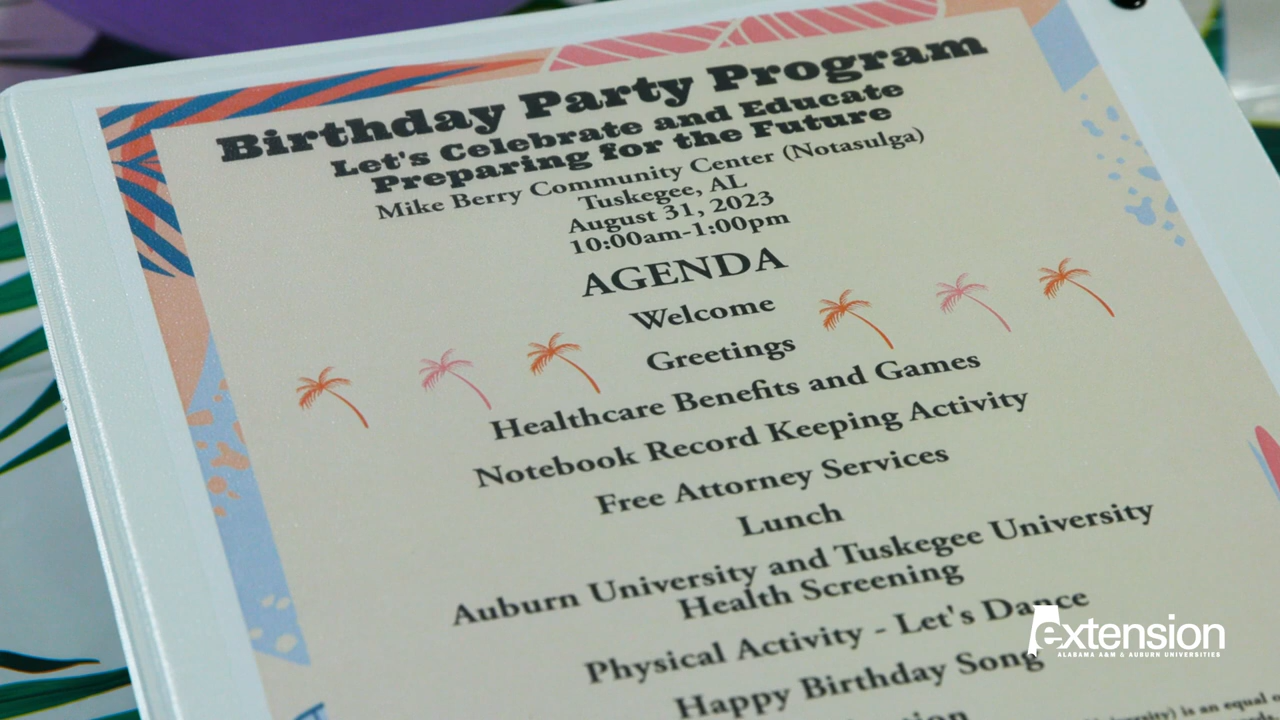 Birthday Party Program
Let's Celebrate and Educate
Preparing for the Future
Mike Berry Community Center (Notasulga)
Tuskegee, AL
August 31, 2023
10:00am-1:00pm
AGENDA
Welcome
Greetings
Healthcare Benefits and Games
Notebook Record Keeping Activity
Free Attorney Services
Lunch
Auburn University and Tuskegee University
Health Screening
Physical Activity - Let's Dance
Happy Birthday Song
is an equal
extension
ALABAMA A&M & AUBURN UNIVERSITIES